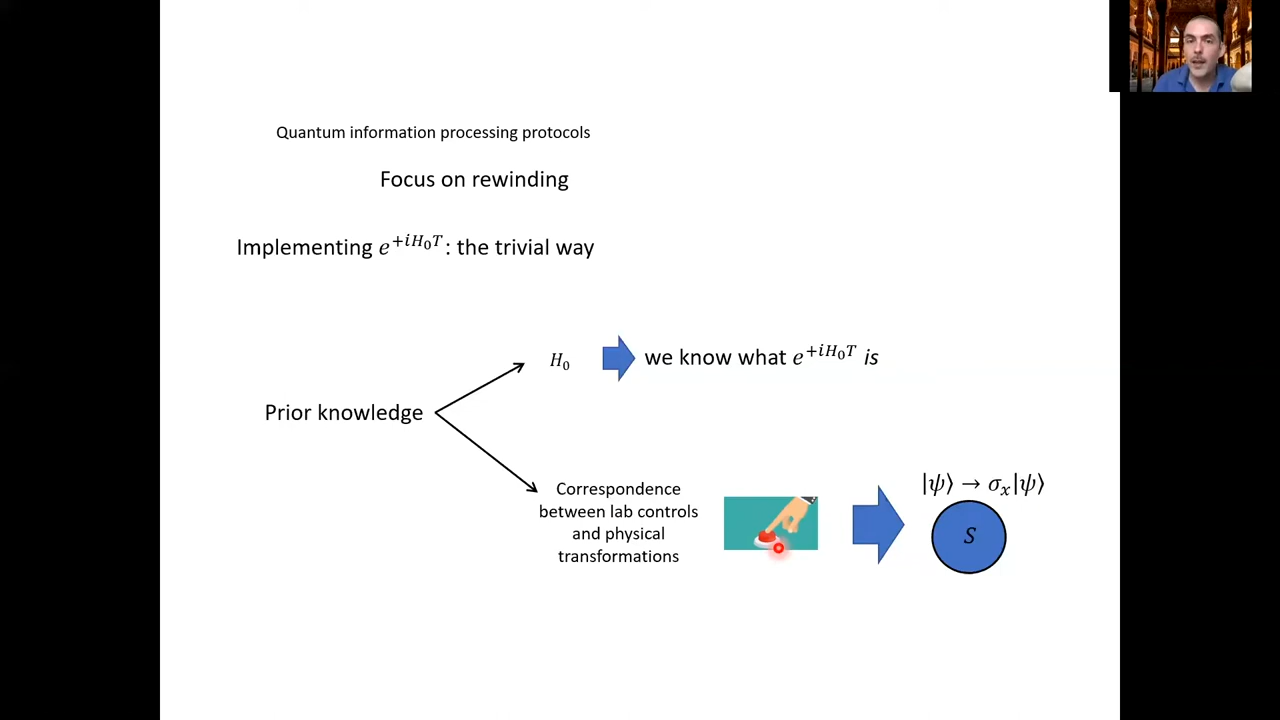 Quantum information processing protocols
Focus on rewinding
Implementing e^{+iH_0T}: the trivial way
H_0
we know what e^{+iH_0T} is
Prior knowledge
Correspondence
between lab controls
and physical
transformations
|ψ⟩ → σ_x|ψ⟩
S